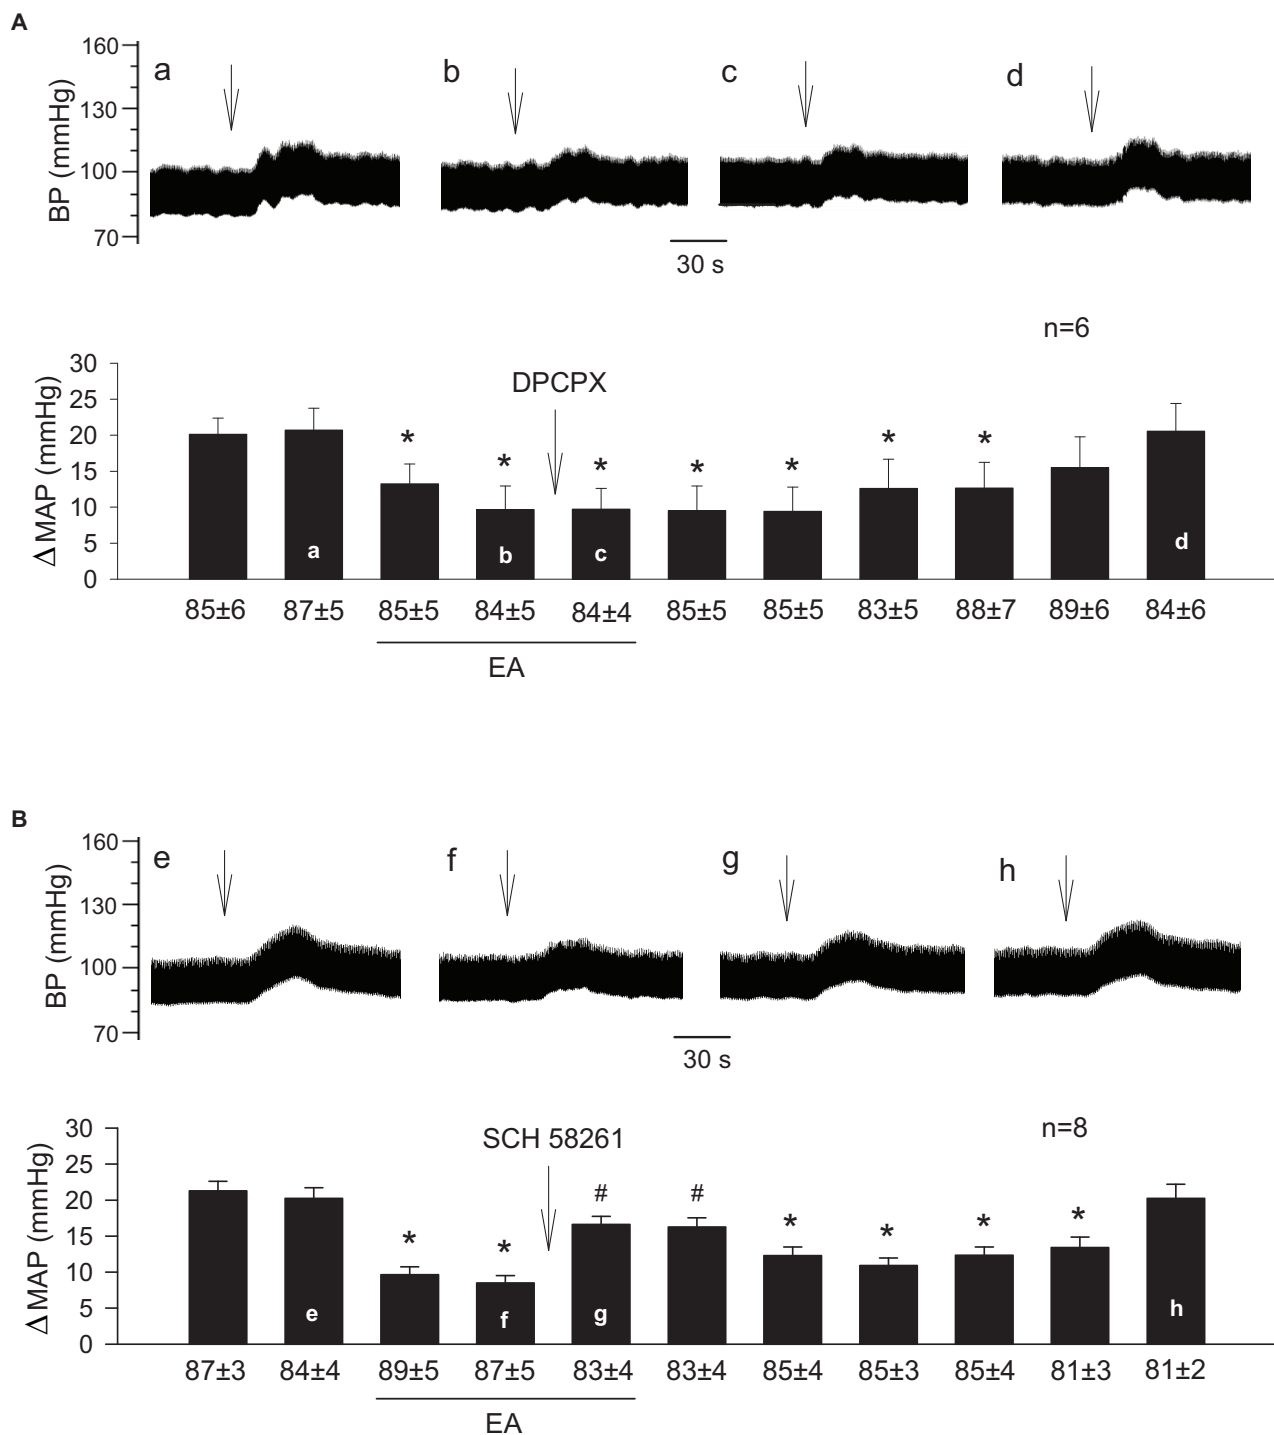 A
160
130
100
70
BP (mmHg)
a
b
c
d
30 s
n=6
30
25
20
15
10
5
0
Δ MAP (mmHg)
DPCPX
* * * * * * *
a b c d
85±6 87±5 85±5 84±5 84±4 85±5 85±5 83±5 88±7 89±6 84±6
EA
B
160
130
100
70
BP (mmHg)
e
f
g
h
30 s
n=8
30
25
20
15
10
5
0
Δ MAP (mmHg)
SCH 58261
* * # # * * * *
e f g h
87±3 84±4 89±5 87±5 83±4 83±4 85±4 85±3 85±4 81±3 81±2
EA